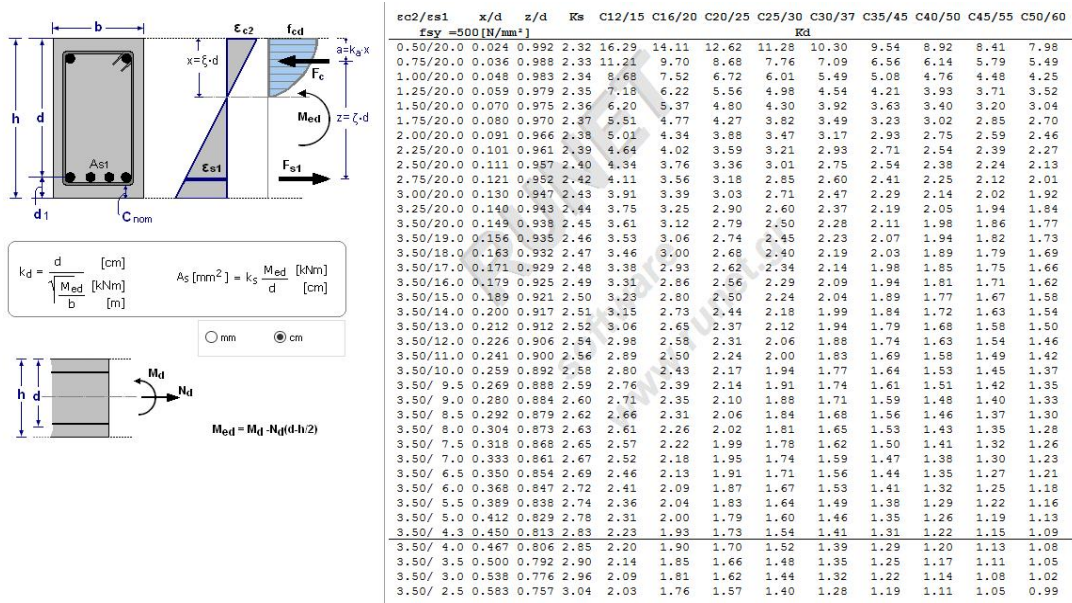 b
εc2
fcd
x=ξ·d
a=ka·x
Fc
h
d
Med
z=ζ·d
As1
εs1
Fs1
d1
Cnom
kd = d [cm] / √ Med [kNm] / b [m]
As [mm²] = ks Med [kNm] / d [cm]
mm cm
h d
Md
Nd
Med = Md -Nd(d-h/2)
εc2/εs1 x/d z/d Ks C12/15 C16/20 C20/25 C25/30 C30/37 C35/45 C40/50 C45/55 C50/60
fsy =500[N/mm²] Kd
0.50/20.0 0.024 0.992 2.32 16.29 14.11 12.62 11.28 10.30 9.54 8.92 8.41 7.98
0.75/20.0 0.036 0.988 2.33 11.21 9.70 8.68 7.76 7.09 6.56 6.14 5.79 5.49
1.00/20.0 0.048 0.983 2.34 8.67 7.52 6.72 6.01 5.49 5.08 4.76 4.48 4.25
1.25/20.0 0.059 0.979 2.35 7.18 6.22 5.56 4.98 4.54 4.21 3.93 3.71 3.52
1.50/20.0 0.070 0.975 2.36 6.20 5.37 4.80 4.30 3.92 3.63 3.40 3.20 3.04
1.75/20.0 0.080 0.970 2.38 5.51 4.77 4.27 3.82 3.49 3.23 3.02 2.85 2.70
2.00/20.0 0.091 0.966 2.38 5.01 4.34 3.88 3.47 3.17 2.93 2.75 2.59 2.46
2.25/20.0 0.101 0.961 2.39 4.64 4.02 3.59 3.21 2.93 2.71 2.54 2.39 2.27
2.50/20.0 0.111 0.957 2.40 4.34 3.76 3.36 3.01 2.75 2.54 2.38 2.24 2.13
2.75/20.0 0.121 0.952 2.42 4.11 3.56 3.18 2.85 2.60 2.41 2.25 2.12 2.01
3.00/20.0 0.130 0.947 2.43 3.91 3.39 3.03 2.71 2.47 2.29 2.14 2.02 1.92
3.25/20.0 0.140 0.943 2.44 3.75 3.25 2.90 2.60 2.37 2.19 2.05 1.94 1.84
3.50/20.0 0.149 0.938 2.45 3.61 3.12 2.79 2.50 2.28 2.11 1.98 1.86 1.77
3.50/19.0 0.156 0.935 2.46 3.53 3.06 2.74 2.45 2.23 2.07 1.94 1.82 1.73
3.50/18.0 0.163 0.932 2.47 3.46 3.00 2.68 2.40 2.19 2.03 1.89 1.79 1.69
3.50/17.0 0.171 0.929 2.48 3.38 2.93 2.62 2.34 2.14 1.98 1.85 1.75 1.66
3.50/16.0 0.179 0.925 2.49 3.31 2.86 2.56 2.29 2.09 1.94 1.81 1.71 1.62
3.50/15.0 0.189 0.921 2.50 3.23 2.80 2.50 2.24 2.04 1.89 1.77 1.67 1.58
3.50/14.0 0.200 0.917 2.51 3.15 2.73 2.44 2.18 1.99 1.84 1.72 1.63 1.54
3.50/13.0 0.212 0.912 2.52 3.06 2.65 2.37 2.12 1.94 1.79 1.68 1.58 1.50
3.50/12.0 0.226 0.906 2.54 2.98 2.58 2.31 2.06 1.88 1.74 1.63 1.54 1.46
3.50/11.0 0.241 0.900 2.56 2.89 2.50 2.24 2.00 1.83 1.69 1.58 1.49 1.42
3.50/10.0 0.259 0.892 2.58 2.80 2.43 2.17 1.94 1.77 1.64 1.53 1.45 1.37
3.50/ 9.5 0.269 0.888 2.59 2.76 2.39 2.14 1.91 1.74 1.61 1.51 1.42 1.35
3.50/ 9.0 0.280 0.884 2.60 2.71 2.35 2.10 1.88 1.71 1.59 1.48 1.40 1.33
3.50/ 8.5 0.292 0.879 2.62 2.66 2.31 2.06 1.84 1.68 1.56 1.46 1.37 1.30
3.50/ 8.0 0.304 0.873 2.63 2.61 2.26 2.02 1.81 1.65 1.53 1.43 1.35 1.28
3.50/ 7.5 0.318 0.868 2.65 2.57 2.22 1.99 1.78 1.62 1.50 1.41 1.32 1.26
3.50/ 7.0 0.333 0.861 2.67 2.52 2.18 1.95 1.74 1.59 1.47 1.38 1.30 1.23
3.50/ 6.5 0.350 0.854 2.69 2.46 2.13 1.91 1.71 1.56 1.44 1.35 1.27 1.21
3.50/ 6.0 0.368 0.847 2.72 2.41 2.09 1.87 1.67 1.53 1.41 1.32 1.25 1.18
3.50/ 5.5 0.389 0.838 2.74 2.36 2.04 1.83 1.64 1.49 1.38 1.29 1.22 1.16
3.50/ 5.0 0.412 0.829 2.78 2.31 2.00 1.79 1.60 1.46 1.35 1.26 1.19 1.13
3.50/ 4.3 0.450 0.813 2.83 2.23 1.93 1.73 1.54 1.41 1.31 1.22 1.15 1.09
3.50/ 4.0 0.467 0.806 2.85 2.20 1.90 1.70 1.52 1.39 1.29 1.20 1.13 1.08
3.50/ 3.5 0.500 0.792 2.90 2.14 1.85 1.66 1.48 1.35 1.25 1.17 1.11 1.05
3.50/ 3.0 0.538 0.776 2.96 2.09 1.81 1.62 1.44 1.32 1.22 1.14 1.08 1.02
3.50/ 2.5 0.583 0.757 3.04 2.03 1.76 1.57 1.40 1.28 1.19 1.11 1.05 0.99
RUNET
software
www.runet.gr